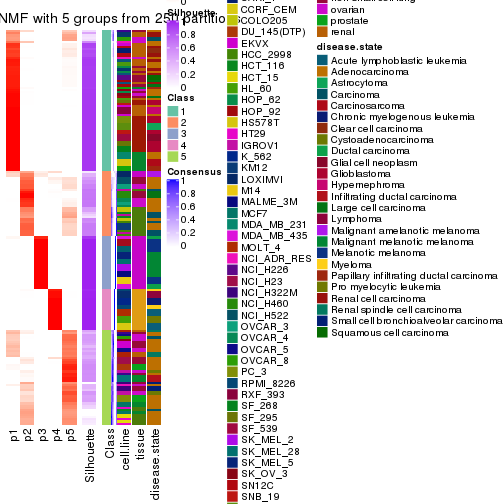 NMF with 5 groups from 250 partitions
Silhouette
1
0.8
0.6
0.4
0.2
0
Class
1
2
3
4
5
Consensus
1
0.8
0.6
0.4
0.2
0
p1
p2
p3
p4
p5
Silhouette
Class
cell.line
tissue
disease.state
CCRF_CEM
COLO205
DU_145(DTP)
EKVX
HCC_2998
HCT_116
HCT_15
HL_60
HOP_62
HOP_92
HS578T
HT29
IGROV1
K_562
KM12
LOXIMVI
M14
MALME_3M
MCF7
MDA_MB_231
MDA_MB_435
MOLT_4
NCI_ADR_RES
NCI_H226
NCI_H23
NCI_H322M
NCI_H460
NCI_H522
OVCAR_3
OVCAR_4
OVCAR_5
OVCAR_8
PC_3
RPMI_8226
RXF_393
SF_268
SF_295
SF_539
SK_MEL_2
SK_MEL_28
SK_MEL_5
SK_OV_3
SN12C
SNB_19
ovarian
prostate
renal
disease.state
Acute lymphoblastic leukemia
Adenocarcinoma
Astrocytoma
Carcinoma
Carcinosarcoma
Chronic myelogenous leukemia
Clear cell carcinoma
Cystoadenocarcinoma
Ductal carcinoma
Glial cell neoplasm
Glioblastoma
Hypernephroma
Infiltrating ductal carcinoma
Large cell carcinoma
Lymphoma
Malignant amelanotic melanoma
Malignant melanotic melanoma
Melanotic melanoma
Myeloma
Papillary infiltrating ductal carcinoma
Pro myelocytic leukemia
Renal cell carcinoma
Renal spindle cell carcinoma
Small cell bronchioalveolar carcinoma
Squamous cell carcinoma